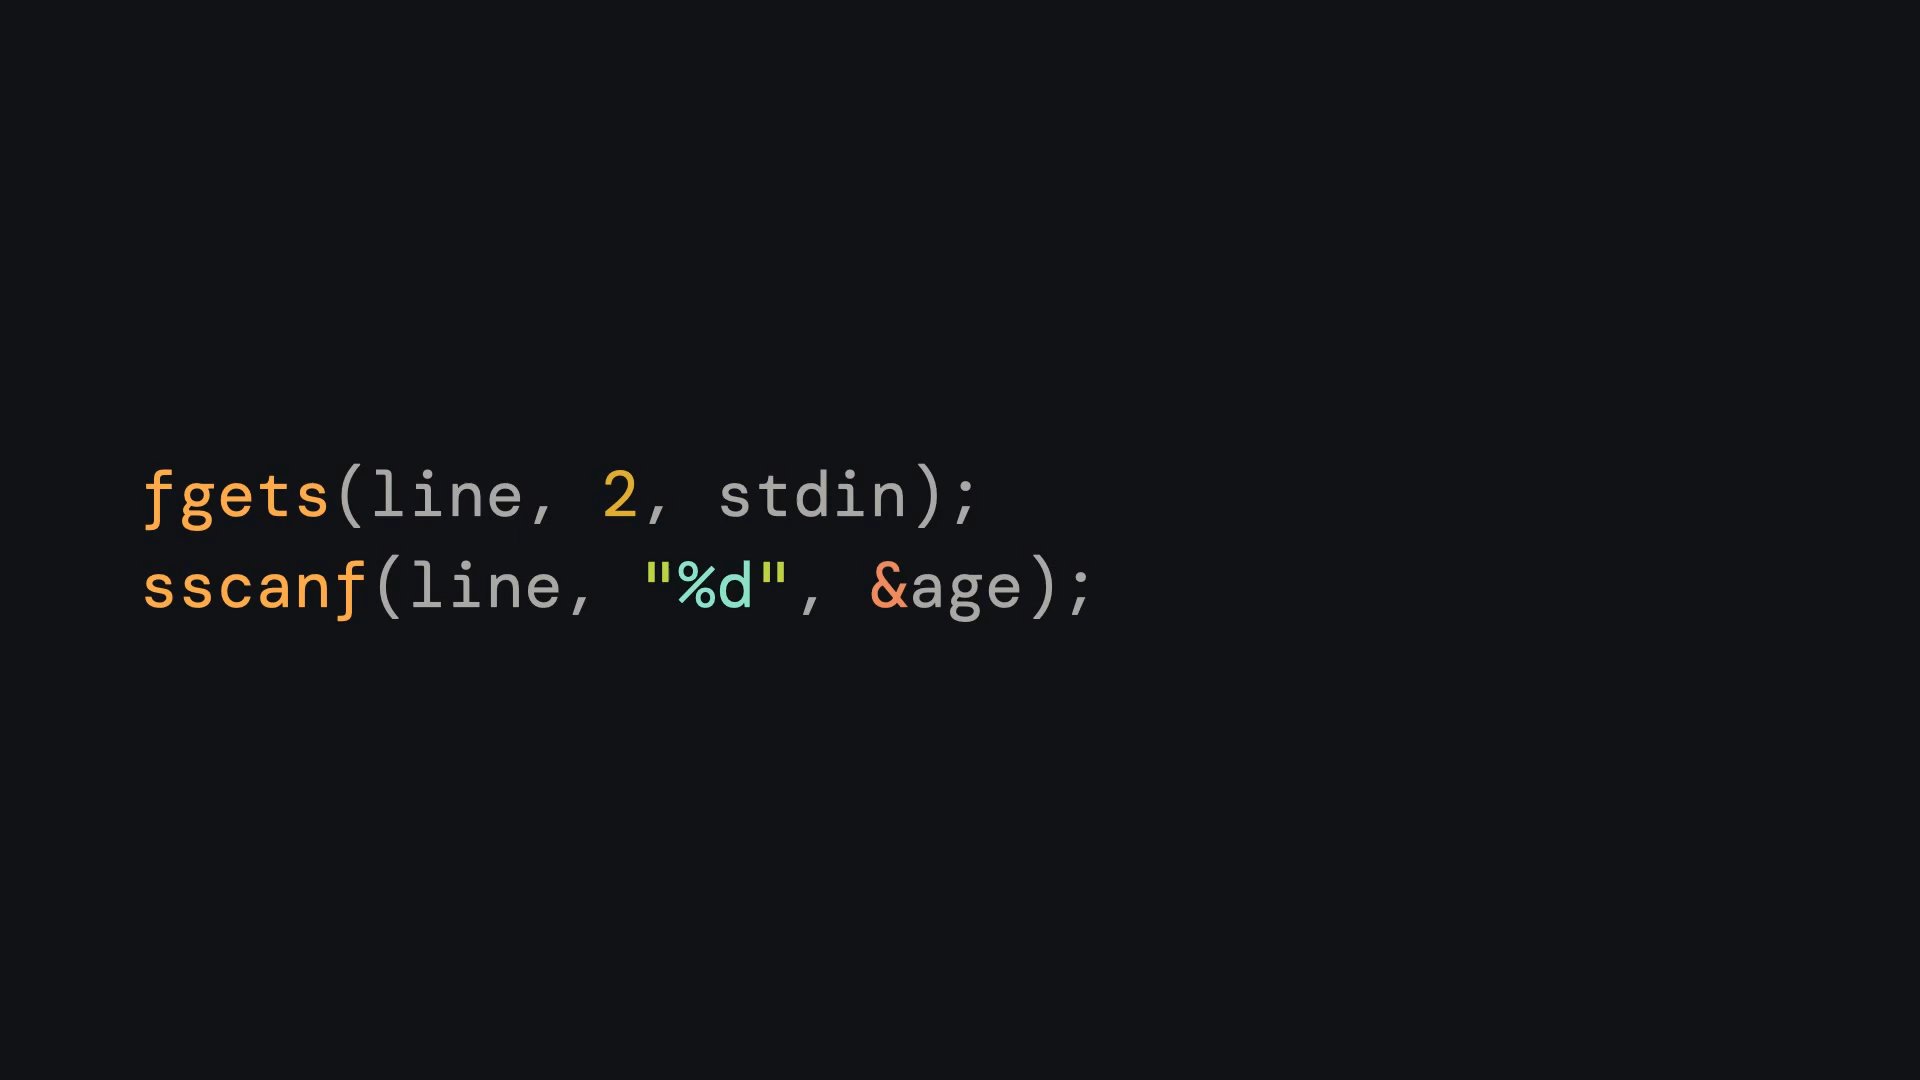 fgets(line, 2, stdin);
sscanf(line, "%d", &age);